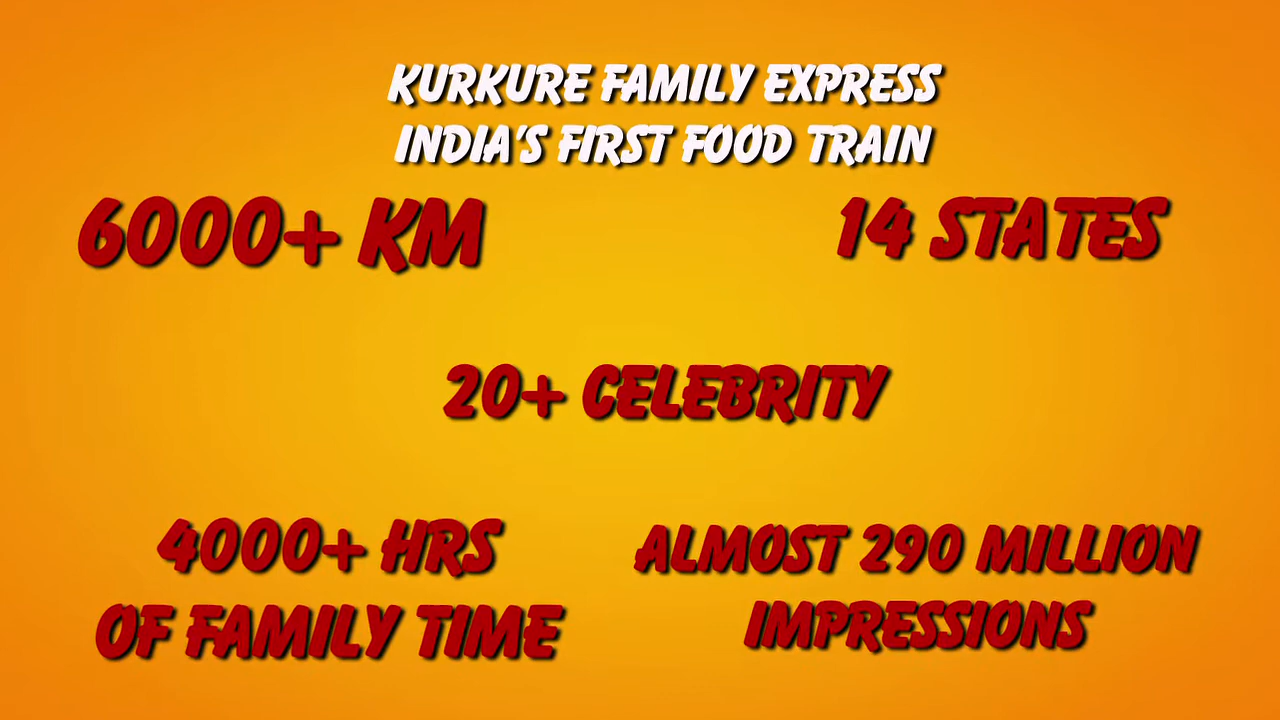 KURKURE FAMILY EXPRESS
INDIA'S FIRST FOOD TRAIN
6000+ KM
14 STATES
20+ CELEBRITY
4000+ HRS
OF FAMILY TIME
ALMOST 290 MILLION
IMPRESSIONS